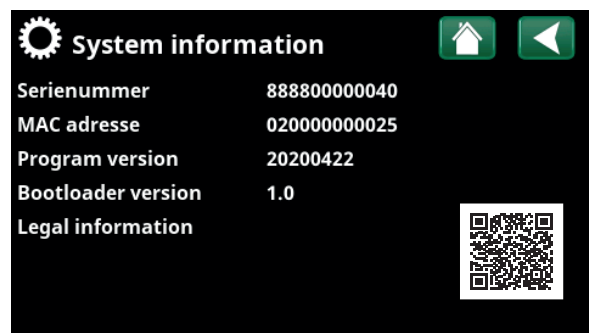 System information
Serienummer 888800000040
MAC adresse 020000000025
Program version 20200422
Bootloader version 1.0
Legal information